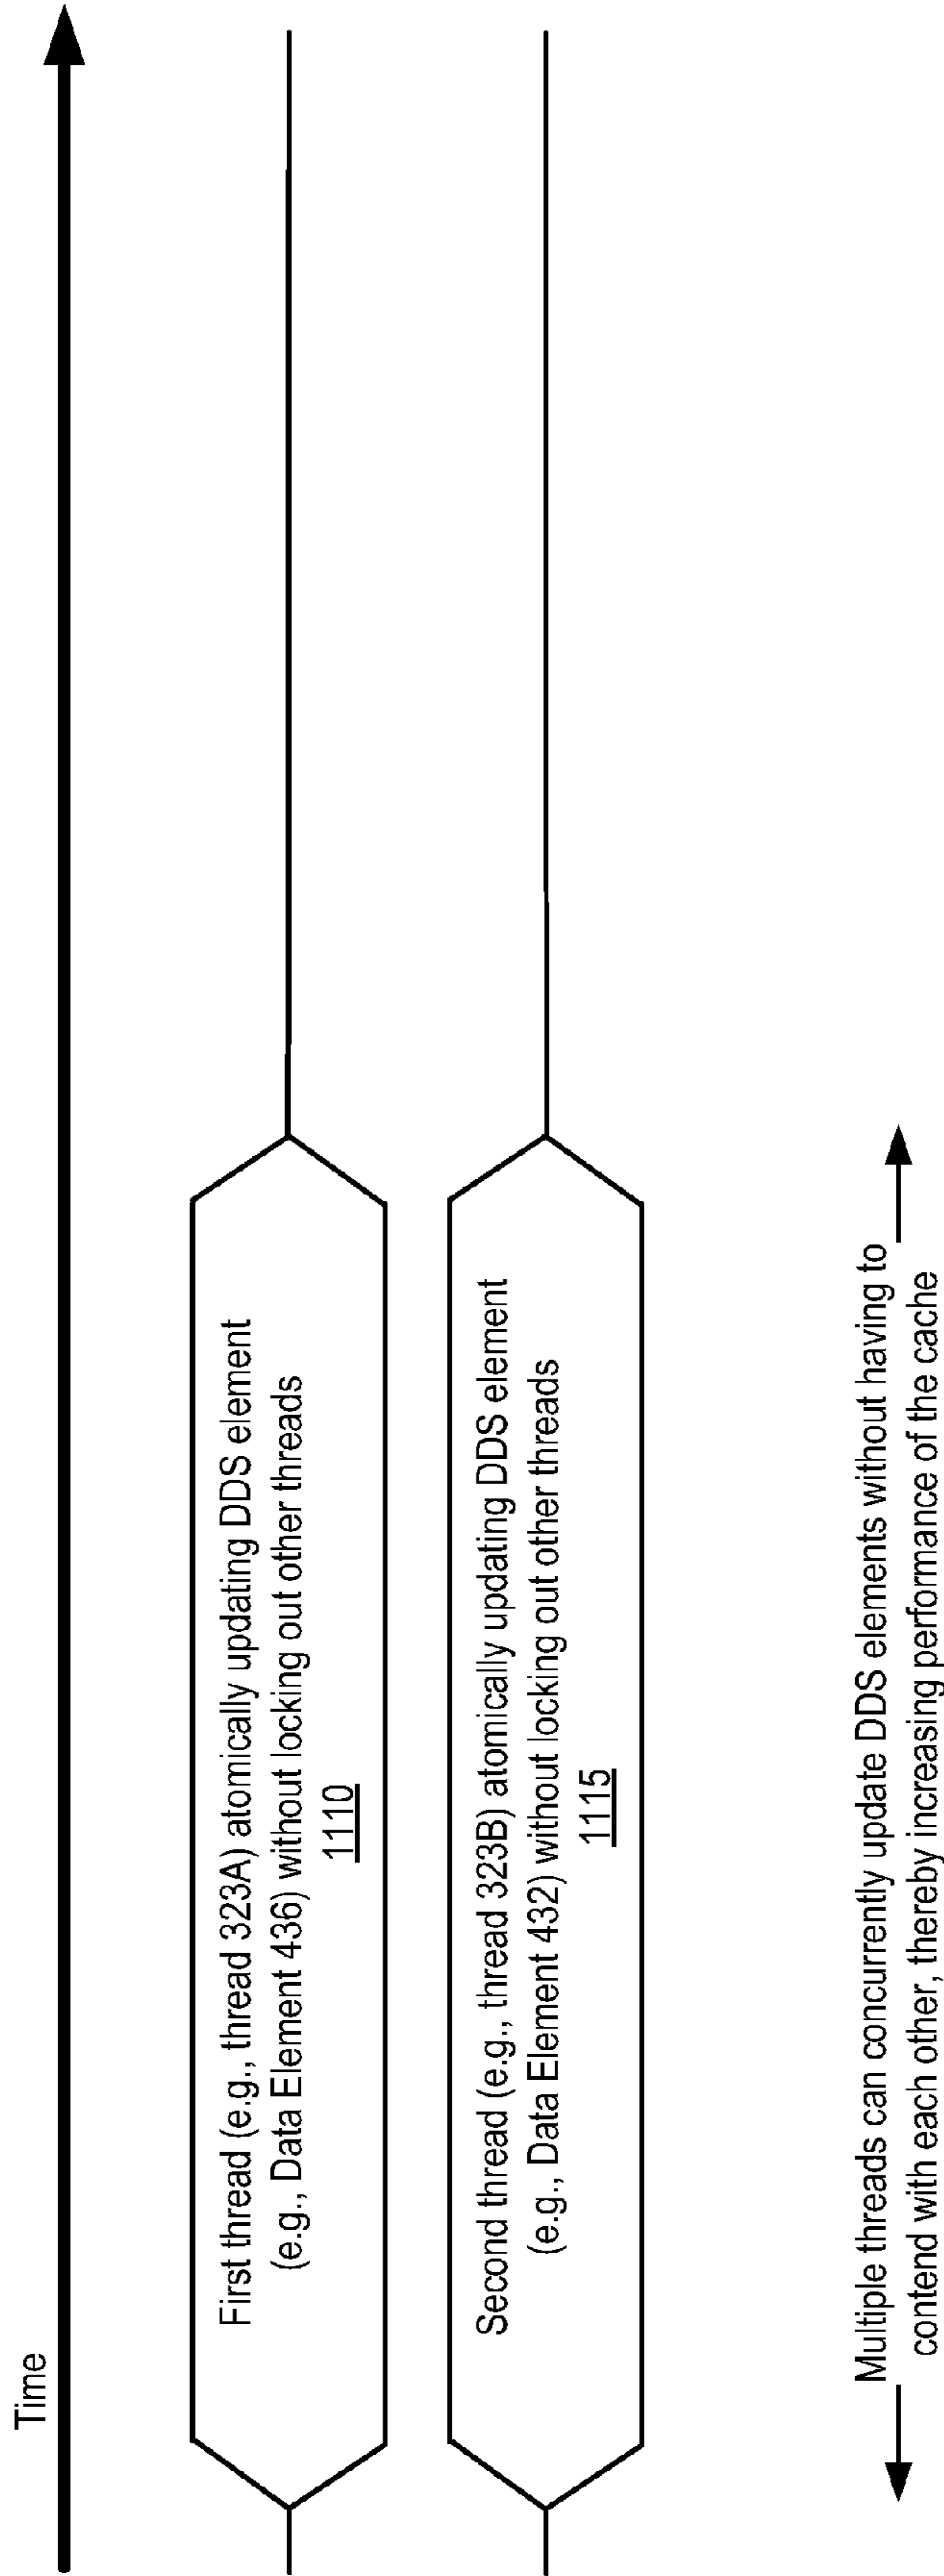 Time
First thread (e.g., thread 323A) atomically updating DDS element
(e.g., Data Element 436) without locking out other threads
1110
Second thread (e.g., thread 323B) atomically updating DDS element
(e.g., Data Element 432) without locking out other threads
1115
Multiple threads can concurrently update DDS elements without having to
contend with each other, thereby increasing performance of the cache